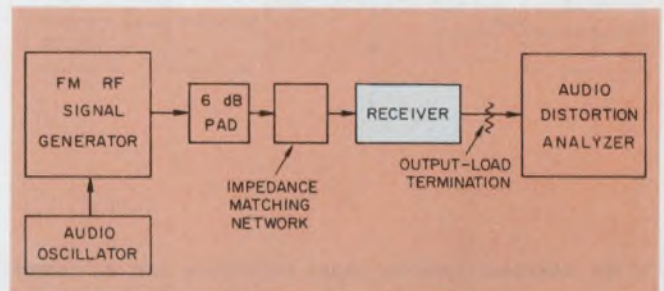 FM RF
SIGNAL
GENERATOR
6 dB
PAD
RECEIVER
AUDIO
DISTORTION
ANALYZER
OUTPUT-LOAD
TERMINATION
IMPEDANCE
MATCHING
NETWORK
AUDIO
OSCILLATOR